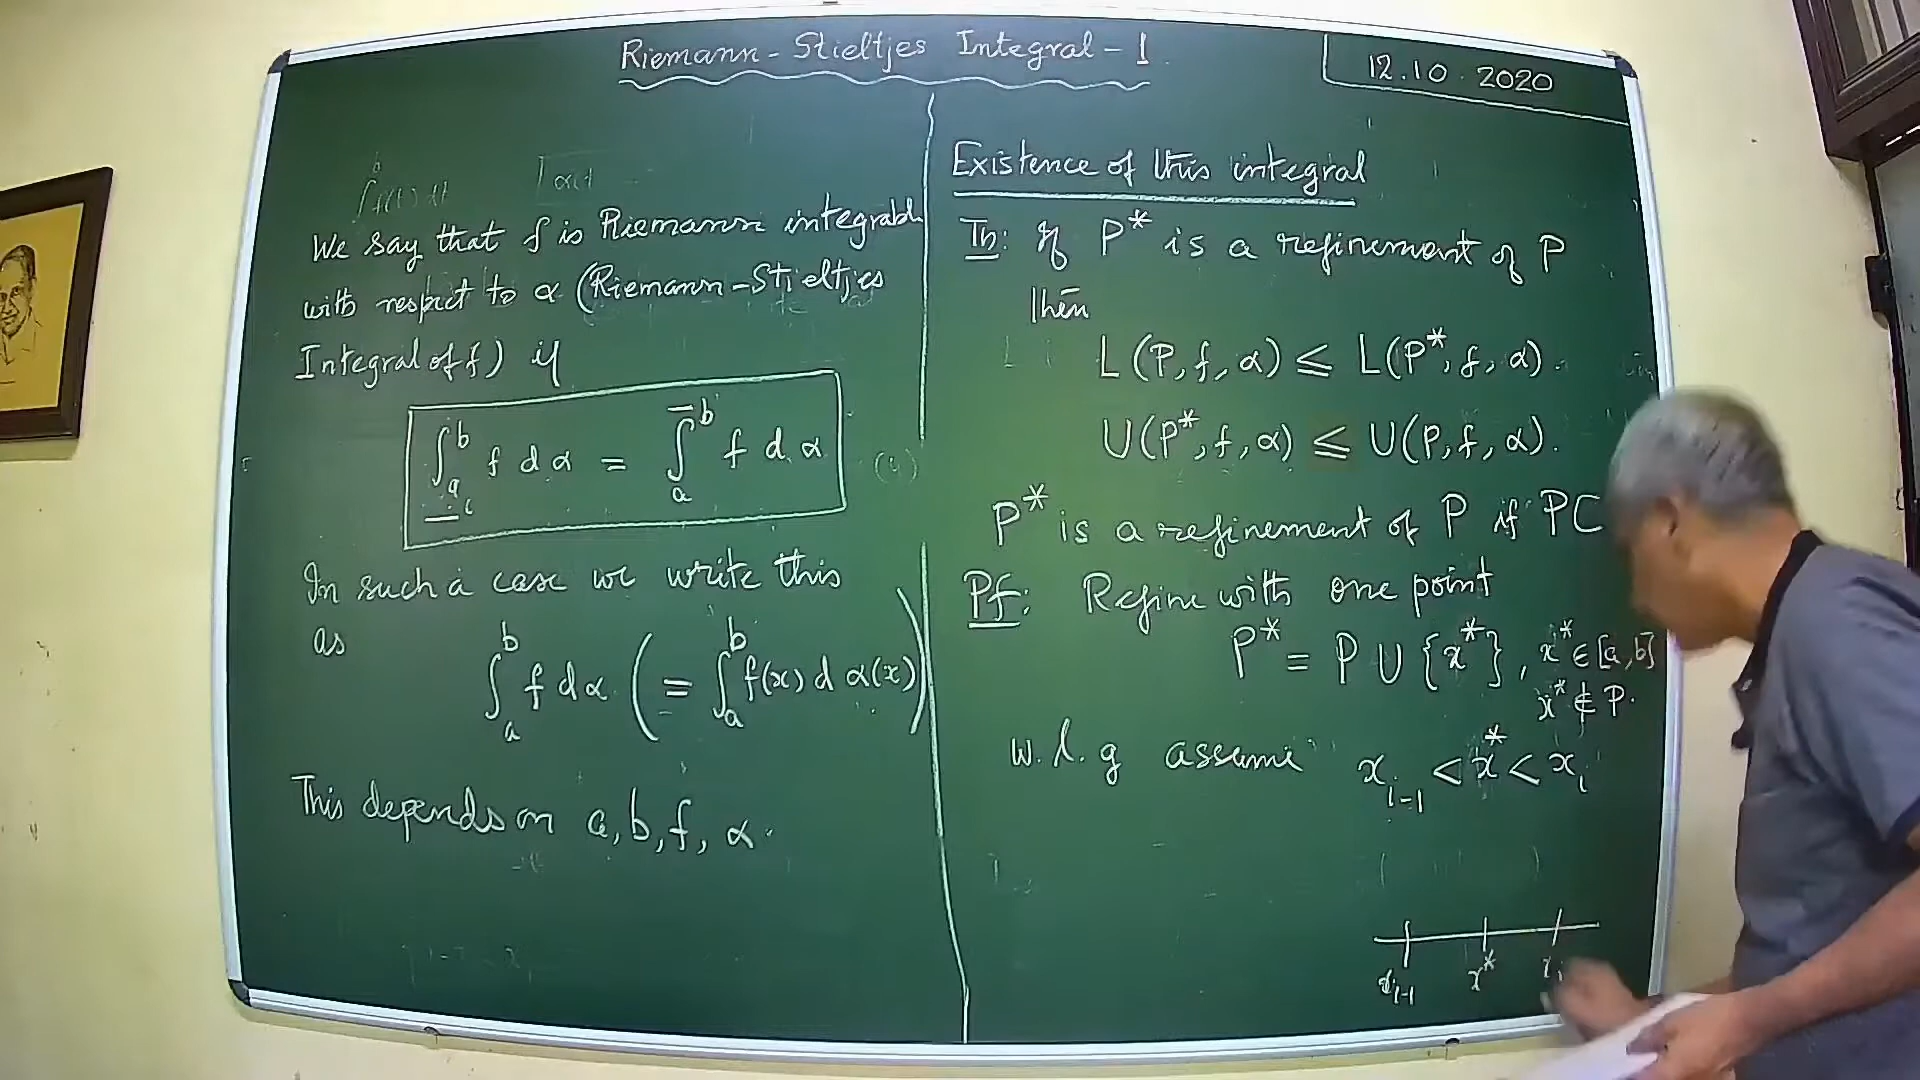 Riemann-Stieltjes Integral-1
12.10.2020
We say that f is Riemann integrable
with respect to α (Riemann-Stieltjes
Integral of f) if
∫_a^b f dα = ∫_a^b f dα
In such a case we write this
as
∫_a^b f dα (= ∫_a^b f(x) d α(x))
This depends on a, b, f, α.
Existence of this integral
Th: If P* is a refinement of P
Then
L(P, f, α) ≤ L(P*, f, α).
U(P*, f, α) ≤ U(P, f, α).
P* is a refinement of P if P⊂
Pf: Refine with one point
P* = P ∪ {x*}, x* ∈ [a, b]
x* ∉ P.
w.l.g assume x_{i-1} < x* < x_i
x_{i-1} x* x_i